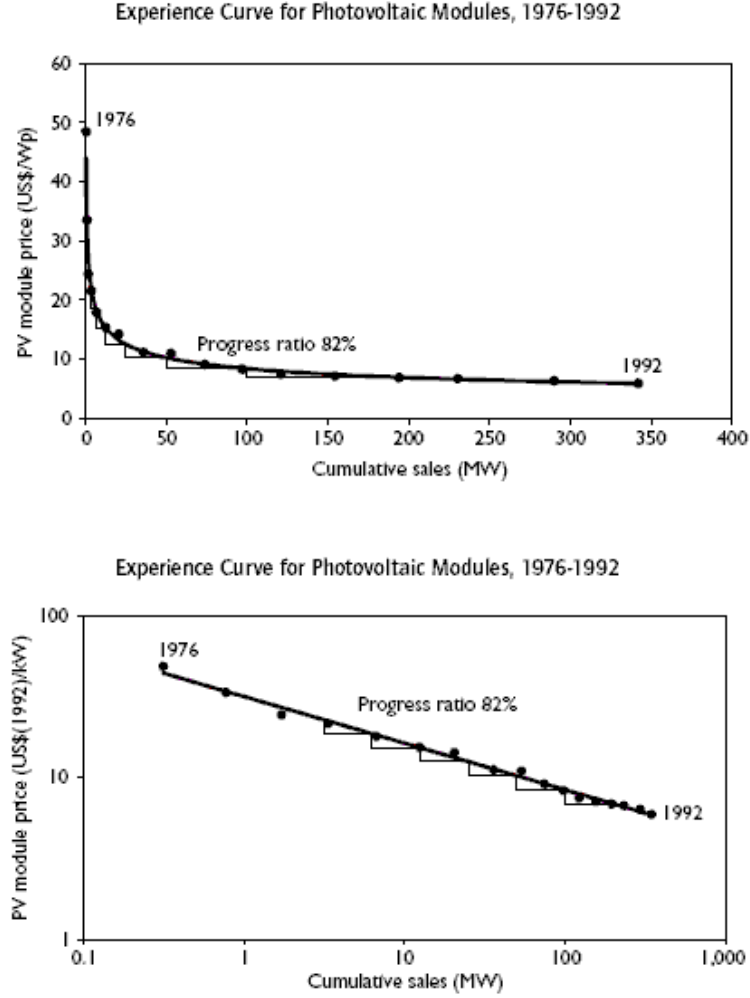 Experience Curve for Photovoltaic Modules, 1976-1992
60
50
40
30
20
10
0
PV module price (US$/Wp)
1976
Progress ratio 82%
1992
0 50 100 150 200 250 300 350 400
Cumulative sales (MW)
Experience Curve for Photovoltaic Modules, 1976-1992
100
10
1
PV module price (US$(1992)/kW)
1976
Progress ratio 82%
1992
0.1 1 10 100 1,000
Cumulative sales (MW)